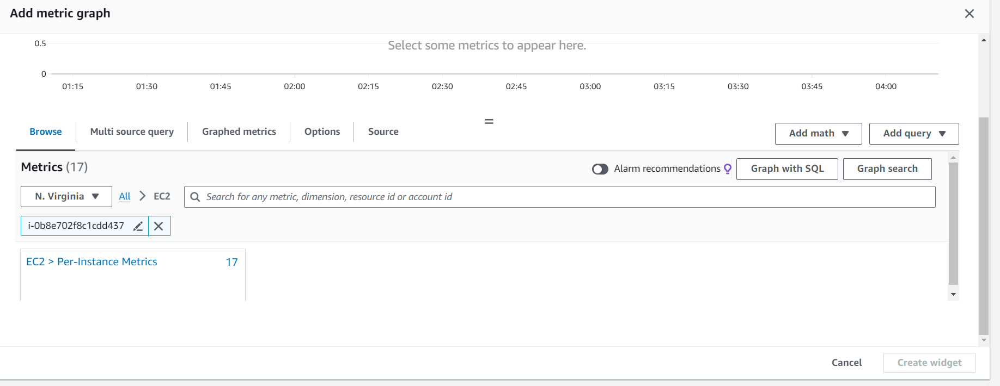 Add metric graph
0.5
Select some metrics to appear here.
0
01:15 01:30 01:45 02:00 02:15 02:30 02:45 03:00 03:15 03:30 03:45 04:00
Browse Multi source query Graphed metrics Options Source Add math Add query
Metrics (17) Alarm recommendations Graph with SQL Graph search
N. Virginia All EC2 Search for any metric, dimension, resource id or account id
i-0b8e702f8c1cdd437
EC2 > Per-Instance Metrics 17
Cancel Create widget